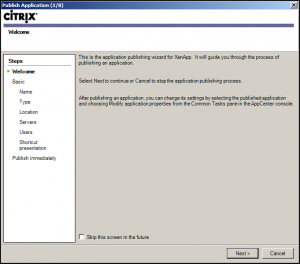 Publish Application (1/8)
CITRIX
Welcome
Steps
Welcome
Basic
Name
Type
Location
Servers
Users
Shortcut
presentation
Publish immediately
This is the application publishing wizard for XenApp. It will guide you through the process of
publishing an application.
Select Next to continue or Cancel to stop the application publishing process.
After publishing an application, you can change its settings by selecting the published application
and choosing Modify application properties from the Common Tasks pane in the AppCenter console.
Skip this screen in the future
Next >
Cancel